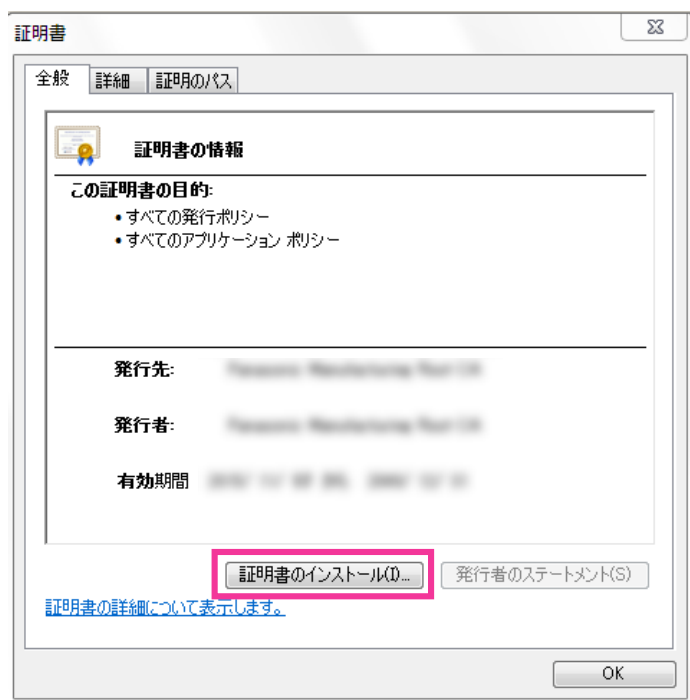 証明書
全般 詳細 証明のパス
証明書の情報
この証明書の目的:
• すべての発行ポリシー
• すべてのアプリケーション ポリシー
発行先:
発行者:
有効期間
証明書のインストール(I)... 発行者のステートメント(S)
証明書の詳細について表示します。
OK